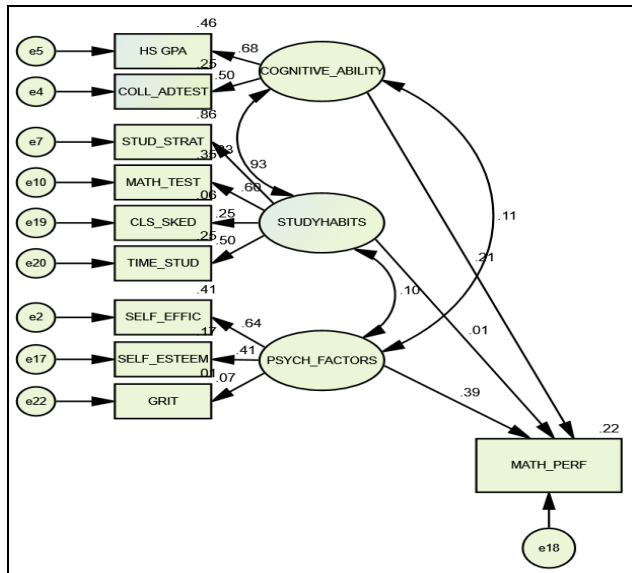 .46
e5
HS GPA
.68
.25
COGNITIVE_ABILITY
e4
COLL_ADTEST
.50
.86
e7
STUD_STRAT
.93
.35
.93
e10
MATH_TEST
.60
.06
e19
CLS_SKED
.25
STUDYHABITS
.11
.25
e20
TIME_STUD
.50
.21
.41
.10
e2
SELF_EFFIC
.64
.01
.17
e17
SELF_ESTEEM
.41
PSYCH_FACTORS
.01
e22
GRIT
.07
.39
.22
MATH_PERF
e18